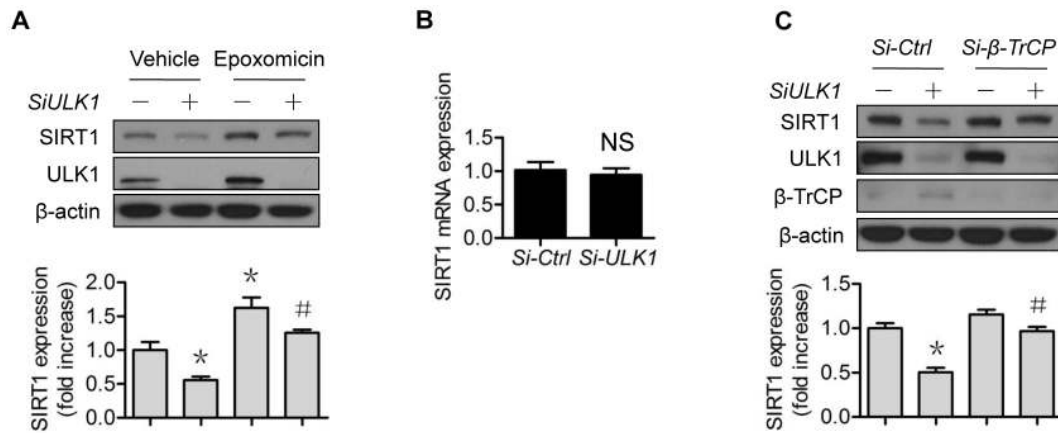 A
Vehicle Epoxomicin
SiULK1 − + − +
SIRT1
ULK1
β-actin
SIRT1 expression
(fold increase)
2.0
1.5
1.0
0.5
0.0
* * #
B
SIRT1 mRNA expression
1.5
1.0
0.5
0.0
NS
Si-Ctrl Si-ULK1
C
Si-Ctrl Si-β-TrCP
SiULK1 − + − +
SIRT1
ULK1
β-TrCP
β-actin
SIRT1 expression
(fold increase)
1.5
1.0
0.5
0.0
* #